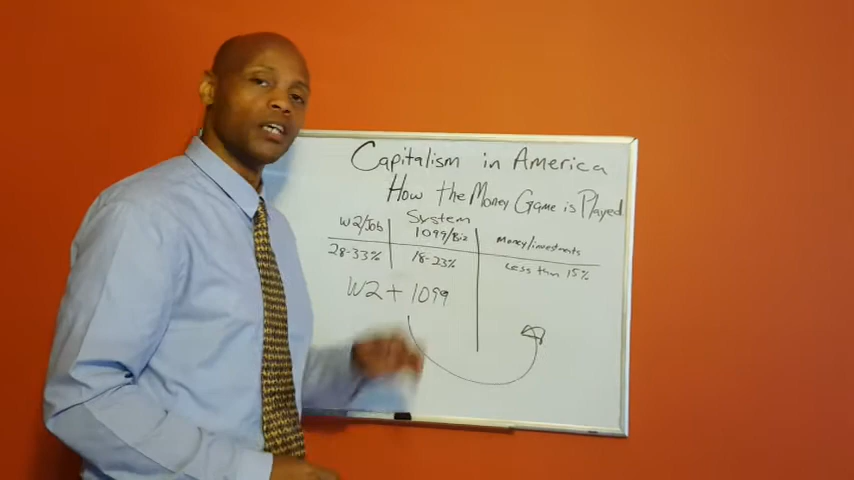 Capitalism in America
How the Money Game is Played
System
W2/Job 1099/Biz Money/investments
28-33% 18-23% Less than 15%
W2 + 1099